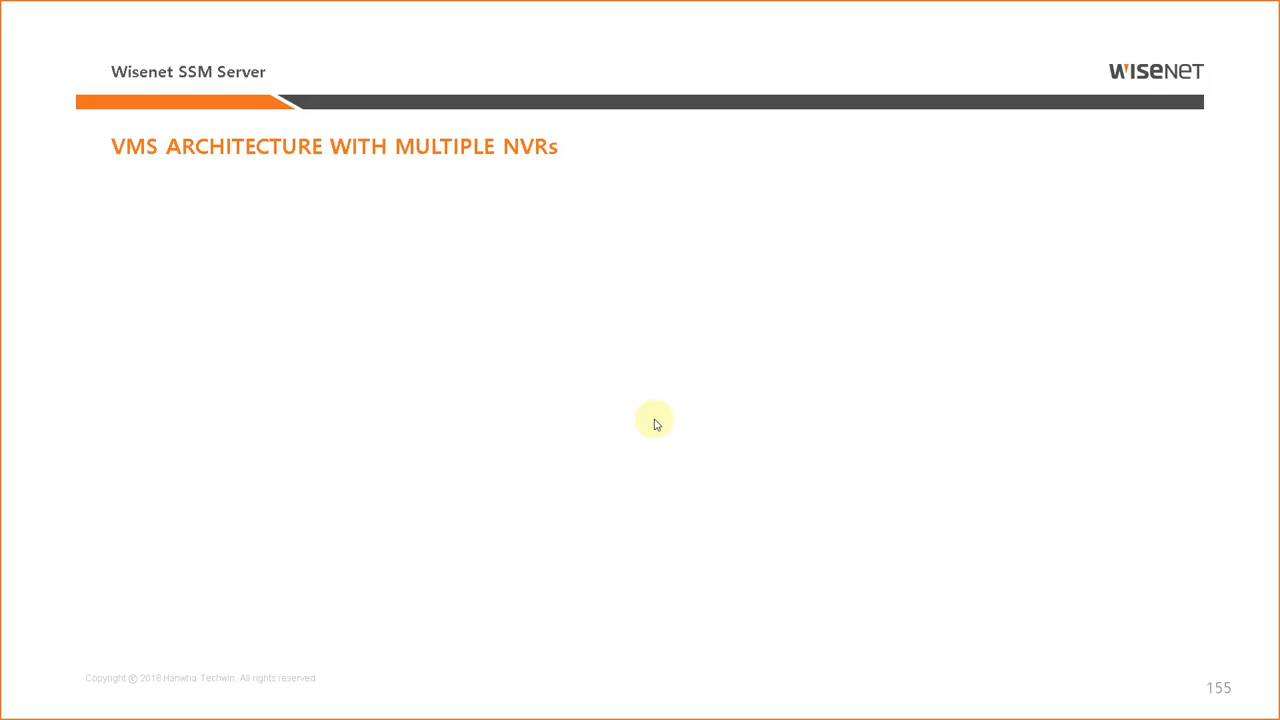 Wisenet SSM Server
WISENET
VMS ARCHITECTURE WITH MULTIPLE NVRs
Copyright © 2018 Hanwha Techwin. All rights reserved
155